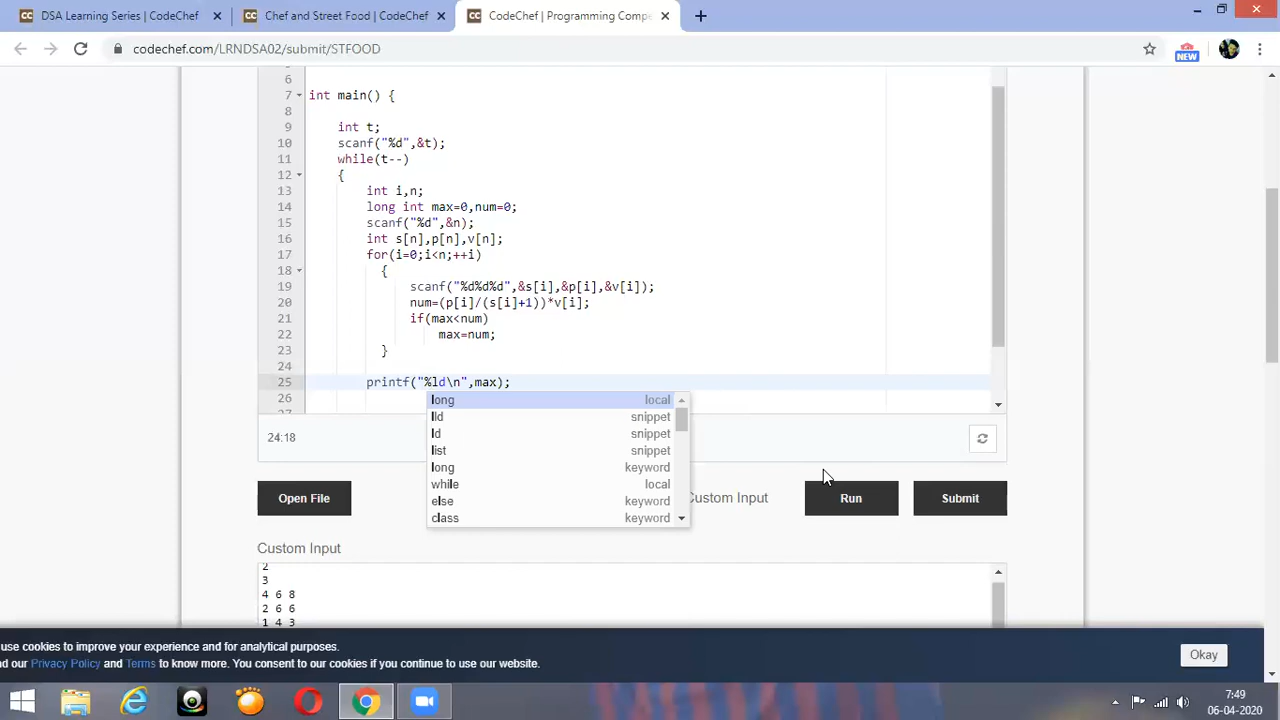 DSA Learning Series | CodeChef
Chef and Street Food | CodeChef
CodeChef | Programming Compe
codechef.com/LRNDSA02/submit/STFOOD
NEW
6
7 int main() {
8
9 int t;
10 scanf("%d",&t);
11 while(t--)
12 {
13 int i,n;
14 long int max=0,num=0;
15 scanf("%d",&n);
16 int s[n],p[n],v[n];
17 for(i=0;i<n;++i)
18 {
19 scanf("%d%d%d",&s[i],&p[i],&v[i]);
20 num=(p[i]/(s[i]+1))*v[i];
21 if(max<num)
22 max=num;
23 }
24
25 printf("%ld\n",max);
26
long local
lld snippet
ld snippet
list snippet
long keyword
while local
else keyword
class keyword
24:18
Open File
Custom Input
Run
Submit
Custom Input
2
3
4 6 8
2 6 6
1 4 3
use cookies to improve your experience and for analytical purposes.
nd our Privacy Policy and Terms to know more. You consent to our cookies if you continue to use our website.
Okay
7:49
06-04-2020